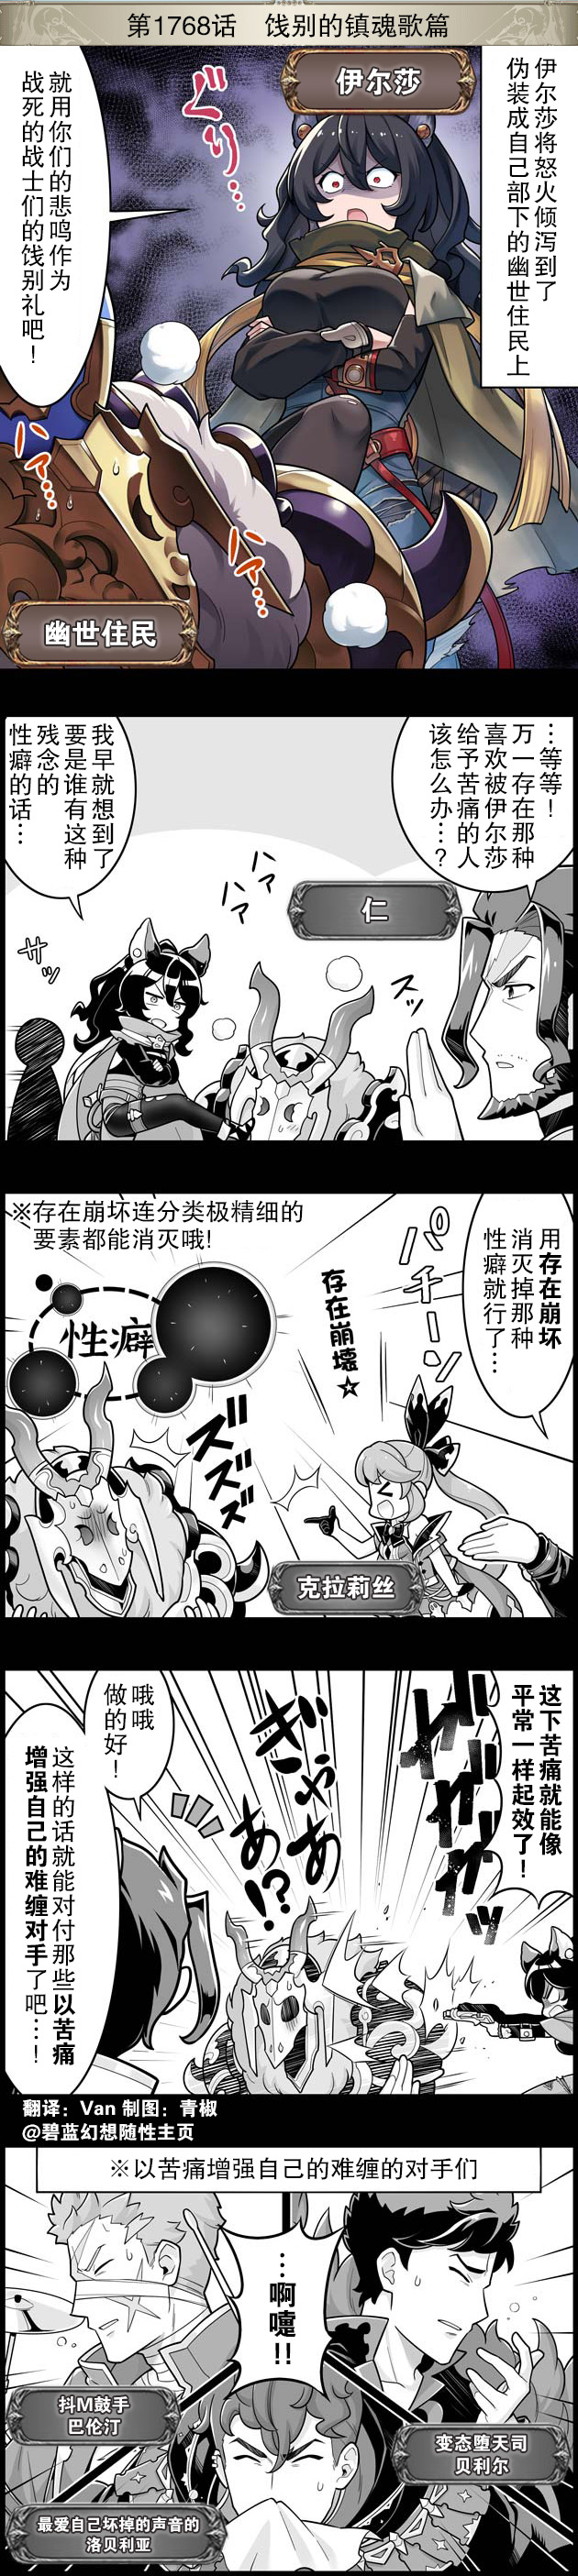 第1768话　饯别的镇魂歌篇
伊尔莎将怒火倾泻到了
伪装成自己部下的幽世住民上
伊尔莎
ぐり…
就用你们的悲鸣作为
战死的战士们的饯别礼吧！
ハァ…
ハァ…
幽世住民
…等等！
万一存在那种
喜欢被伊尔莎
给予苦痛的人
该怎么办…？
仁
我早就想到了
要是谁有这种
残念的
性癖的话…
ハァ
ハァ
ザッ
スッ
用存在崩坏
消灭掉那种
性癖就行了…
※存在崩坏连分类极精细的
要素都能消灭哦!
パチーン
存在崩壊☆
性癖
ズズズ
克拉莉丝
这下苦痛就能像
平常一样起效了！
ガガガッ
ぎゃああ!?
哦哦
做的好！
这样的话就能对付那些以苦痛
增强自己的难缠对手了吧…！
翻译：Van 制图：青椒
@碧蓝幻想随性主页
※以苦痛增强自己的难缠的对手们
…啊嚏!!
抖M鼓手
巴伦汀
变态堕天司
贝利尔
最爱自己坏掉的声音的
洛贝利亚